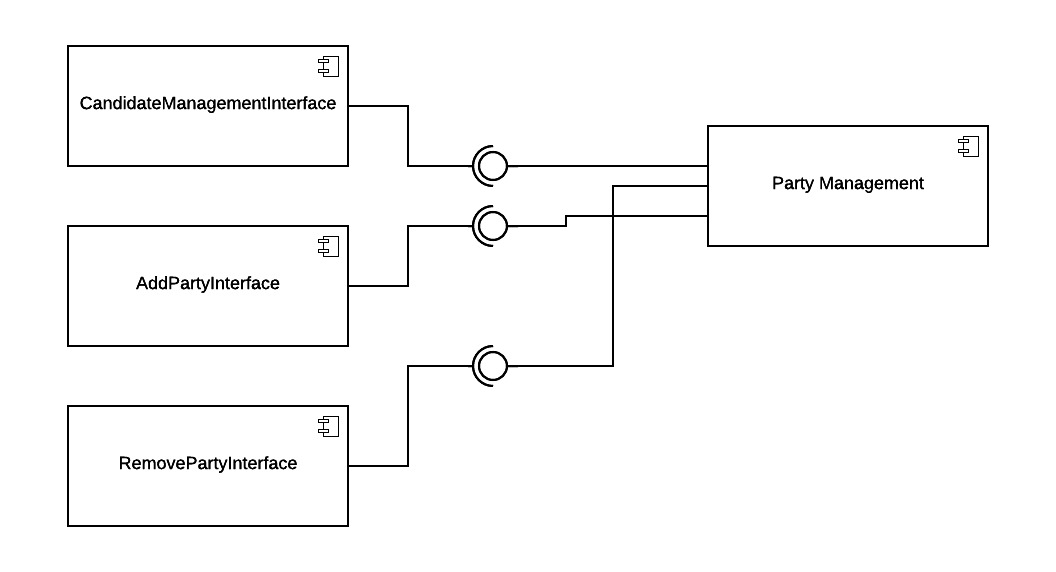 CandidateManagementInterface
Party Management
AddPartyInterface
RemovePartyInterface